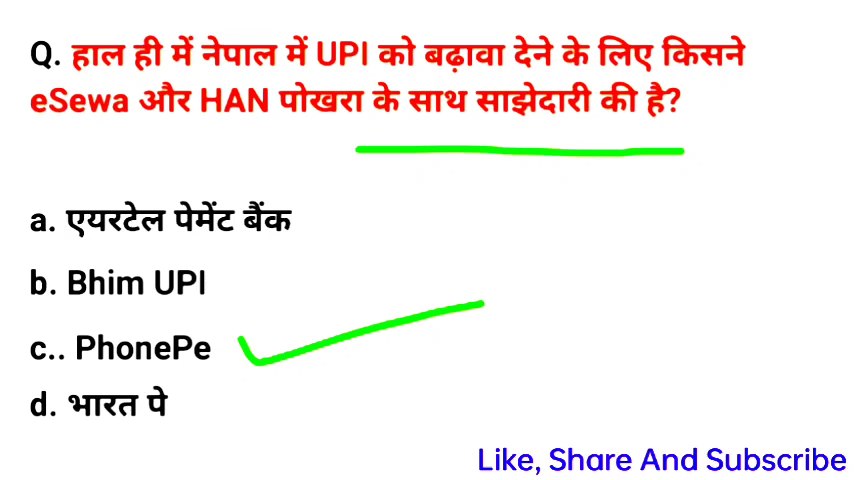 Q. हाल ही में नेपाल में UPI को बढ़ावा देने के लिए किसने
eSewa और HAN पोखरा के साथ साझेदारी की है?
a. एयरटेल पेमेंट बैंक
b. Bhim UPI
c.. PhonePe
d. भारत पे
Like, Share And Subscribe